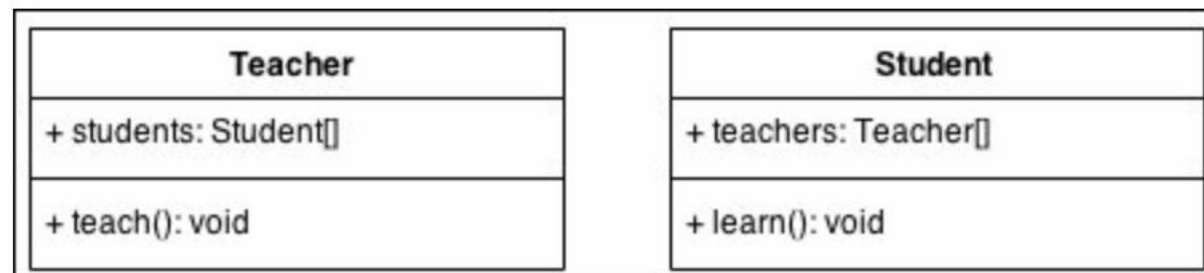 Teacher
+ students: Student[]
+ teach(): void
Student
+ teachers: Teacher[]
+ learn(): void